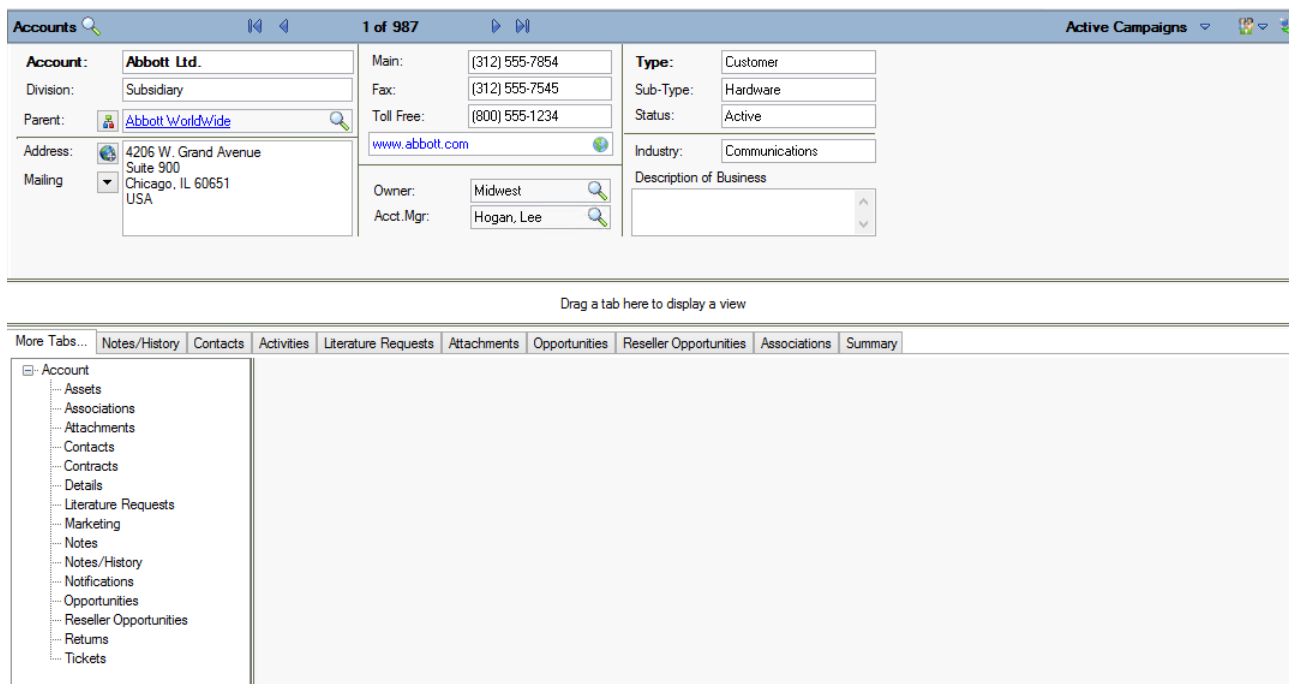 Accounts 1 of 987 Active Campaigns
Account: Abbott Ltd.
Division: Subsidiary
Parent: Abbott WorldWide
Address: 4206 W. Grand Avenue
Suite 900
Mailing Chicago, IL 60651
USA
Main: (312) 555-7854
Fax: (312) 555-7545
Toll Free: (800) 555-1234
www.abbott.com
Owner: Midwest
Acct.Mgr: Hogan, Lee
Type: Customer
Sub-Type: Hardware
Status: Active
Industry: Communications
Description of Business
Drag a tab here to display a view
More Tabs... Notes/History Contacts Activities Literature Requests Attachments Opportunities Reseller Opportunities Associations Summary
Account
Assets
Associations
Attachments
Contacts
Contracts
Details
Literature Requests
Marketing
Notes
Notes/History
Notifications
Opportunities
Reseller Opportunities
Returns
Tickets